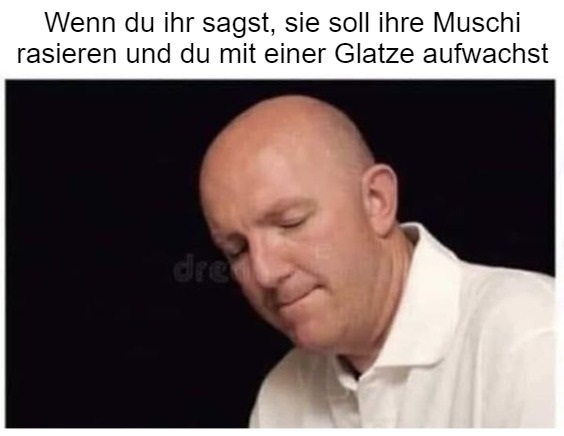 Wenn du ihr sagst, sie soll ihre Muschi
rasieren und du mit einer Glatze aufwachst
dre